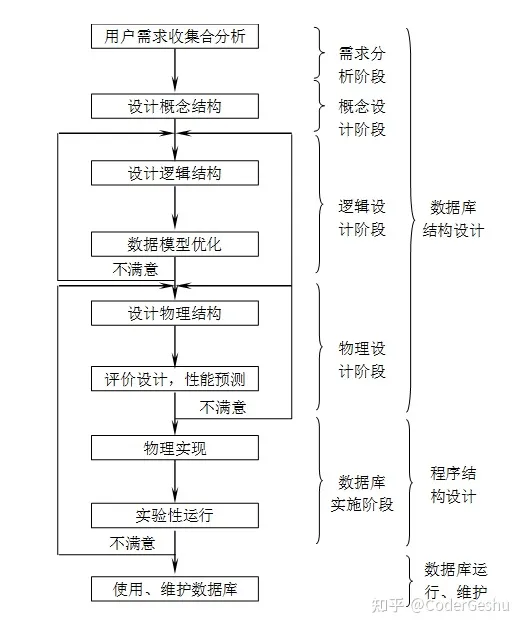 用户需求收集合分析
需求分
析阶段
设计概念结构
概念设
计阶段
设计逻辑结构
逻辑设
计阶段
数据库
结构设计
数据模型优化
不满意
设计物理结构
物理设
计阶段
评价设计，性能预测
不满意
物理实现
数据库
实施阶段
程序结
构设计
实验性运行
不满意
使用、维护数据库
数据库运
行、维护
知乎 @CoderGeshu